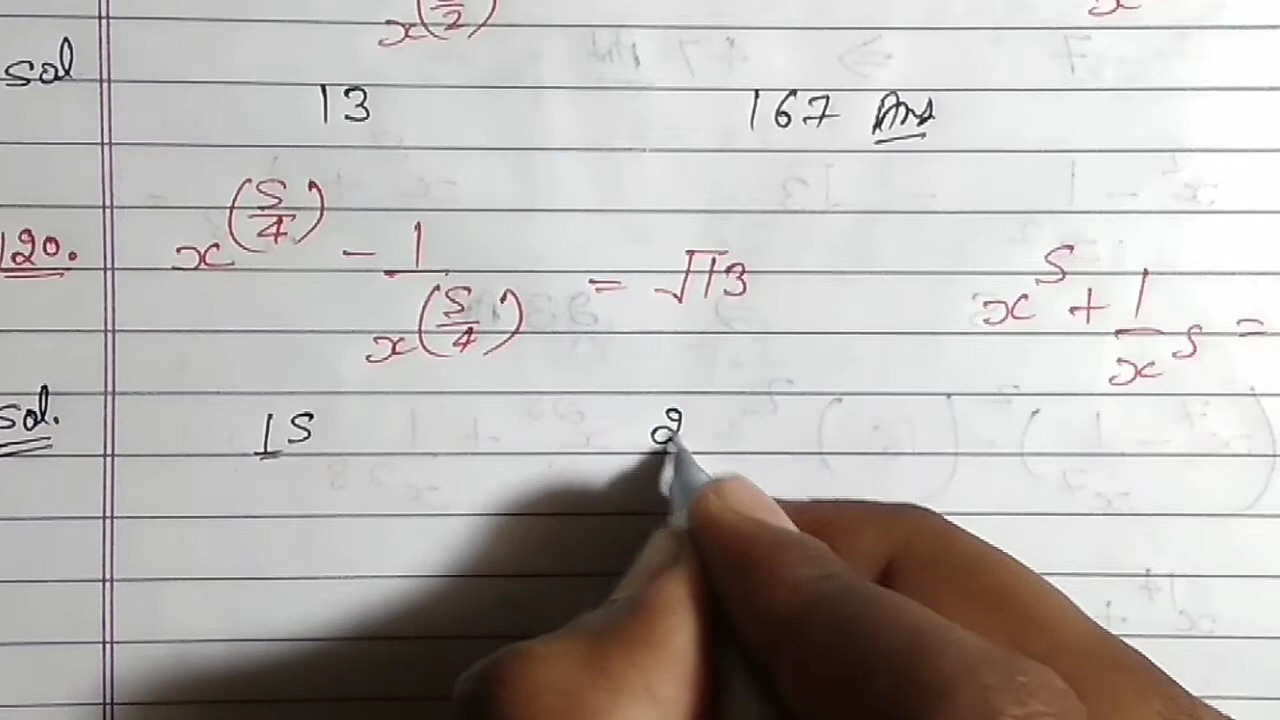 x^(5/2) x
sol 13 167 Ans
120. x^(5/4) - 1/x^(5/4) = √13 x^5 + 1/x^5 =
sol. 15 2